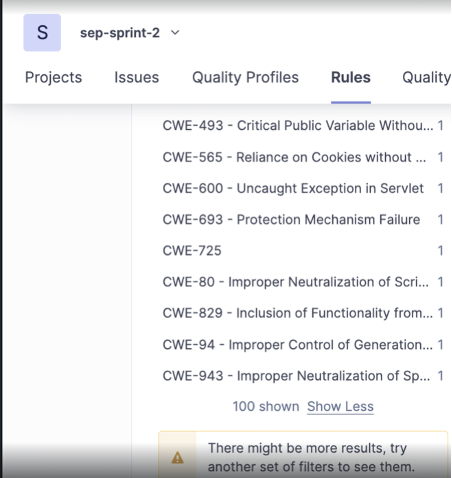 S sep-sprint-2
Projects Issues Quality Profiles Rules Quality
CWE-493 - Critical Public Variable Withou... 1
CWE-565 - Reliance on Cookies without ... 1
CWE-600 - Uncaught Exception in Servlet 1
CWE-693 - Protection Mechanism Failure 1
CWE-725 1
CWE-80 - Improper Neutralization of Scri... 1
CWE-829 - Inclusion of Functionality from... 1
CWE-94 - Improper Control of Generation... 1
CWE-943 - Improper Neutralization of Sp... 1
100 shown Show Less
There might be more results, try
another set of filters to see them.